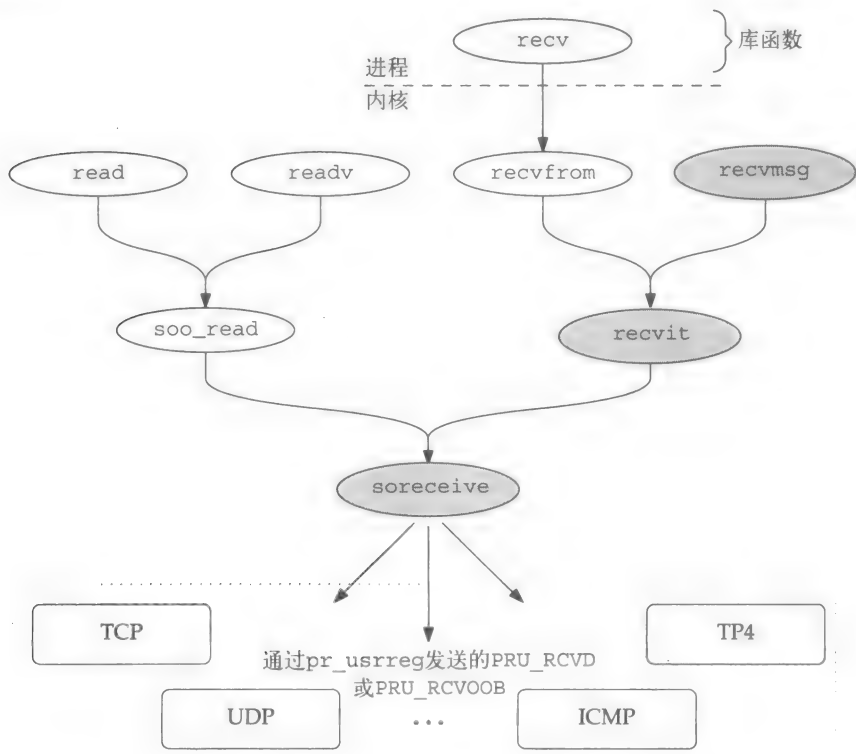 recv
库函数
进程
内核
read
readv
recvfrom
recvmsg
soo_read
recvit
soreceive
TCP
TP4
通过pr_usrreg发送的PRU_RCVD
或PRU_RCVOOB
UDP
...
ICMP